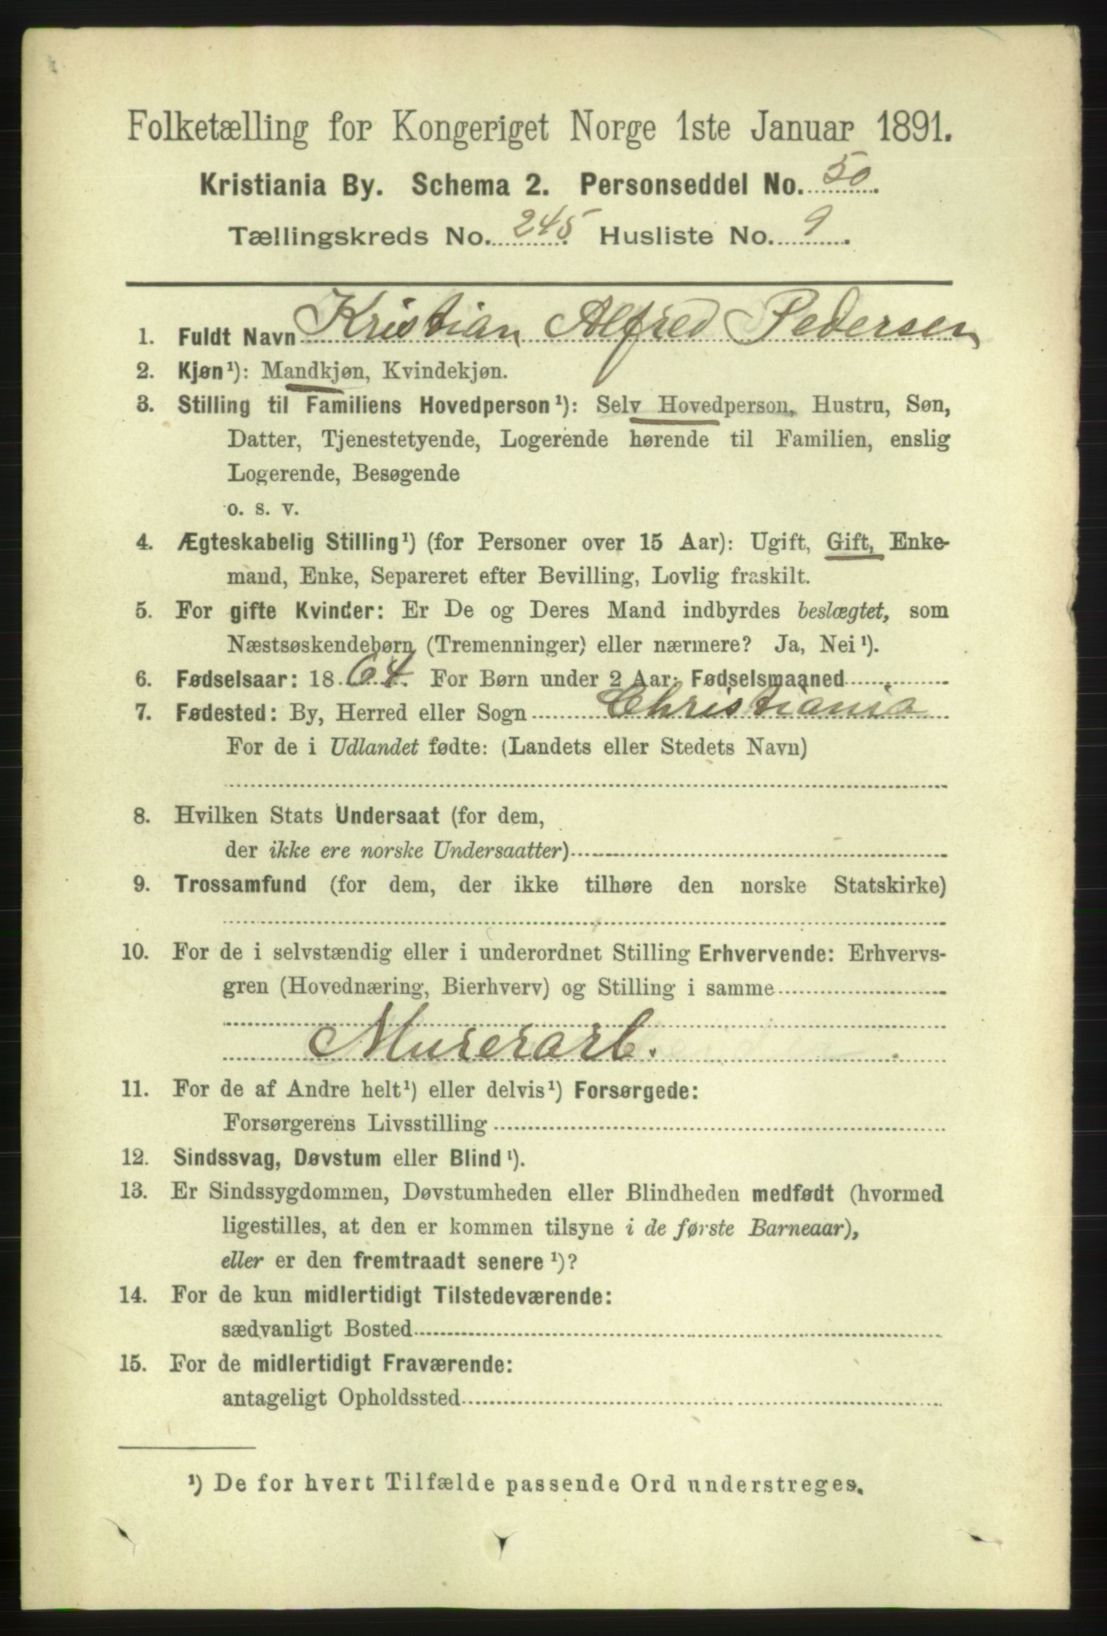 Folketælling for Kongeriget Norge 1ste Januar 1891.
Kristiania By. Schema 2. Personseddel No. 50.
Tællingskreds No. 245. Husliste No. 9.
1. Fuldt Navn Kristian Alfred Pedersen
2. Kjøn¹): Mandkjøn, Kvindekjøn.
3. Stilling til Familiens Hovedperson¹): Selv Hovedperson, Hustru, Søn,
Datter, Tjenestetyende, Logerende hørende til Familien, enslig
Logerende, Besøgende
o. s. v.
4. Ægteskabelig Stilling¹) (for Personer over 15 Aar): Ugift, Gift, Enke-
mand, Enke, Separeret efter Bevilling, Lovlig fraskilt.
5. For gifte Kvinder: Er De og Deres Mand indbyrdes beslægtet, som
Næstsøskendebørn (Tremenninger) eller nærmere? Ja, Nei¹).
6. Fødselsaar: 1864. For Børn under 2 Aar: Fødselsmaaned
7. Fødested: By, Herred eller Sogn Christiania
For de i Udlandet fødte: (Landets eller Stedets Navn)
8. Hvilken Stats Undersaat (for dem,
der ikke ere norske Undersaatter)
9. Trossamfund (for dem, der ikke tilhøre den norske Statskirke)
10. For de i selvstændig eller i underordnet Stilling Erhvervende: Erhvervs-
gren (Hovednæring, Bierhverv) og Stilling i samme
Murerarb.
11. For de af Andre helt¹) eller delvis¹) Forsørgede:
Forsørgerens Livsstilling
12. Sindssvag, Døvstum eller Blind¹).
13. Er Sindssygdommen, Døvstumheden eller Blindheden medfødt (hvormed
ligestilles, at den er kommen tilsyne i de første Barneaar),
eller er den fremtraadt senere¹)?
14. For de kun midlertidigt Tilstedeværende:
sædvanligt Bosted
15. For de midlertidigt Fraværende:
antageligt Opholdssted
¹) De for hvert Tilfælde passende Ord understreges.